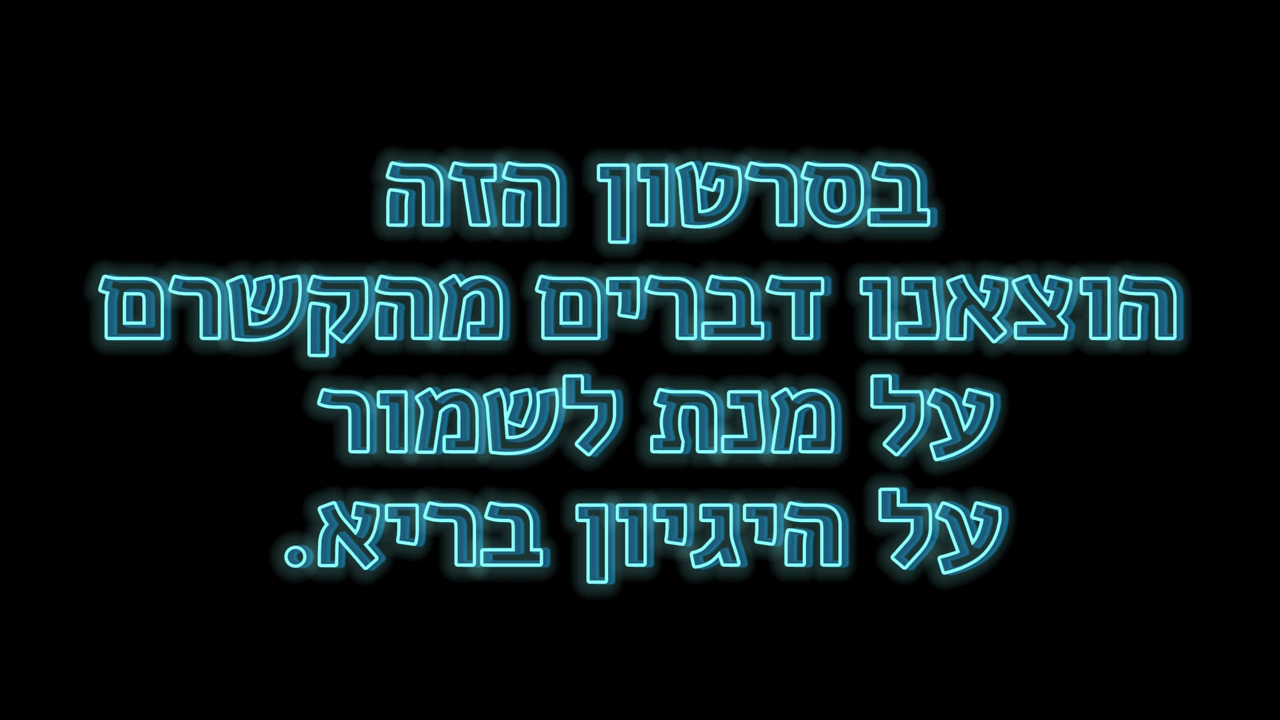 בסרטון הזה
הוצאנו דברים מהקשרם
על מנת לשמור
על היגיון בריא.